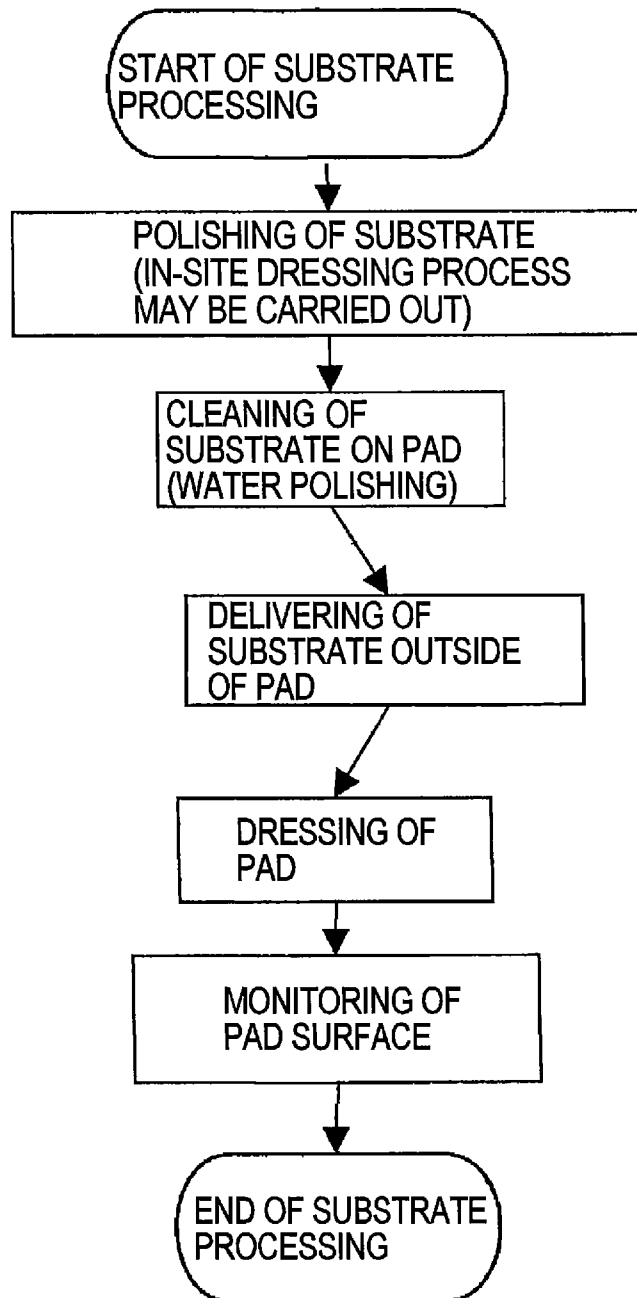 START OF SUBSTRATE
PROCESSING
POLISHING OF SUBSTRATE
(IN-SITE DRESSING PROCESS
MAY BE CARRIED OUT)
CLEANING OF
SUBSTRATE ON PAD
(WATER POLISHING)
DELIVERING OF
SUBSTRATE OUTSIDE
OF PAD
DRESSING OF
PAD
MONITORING OF
PAD SURFACE
END OF SUBSTRATE
PROCESSING